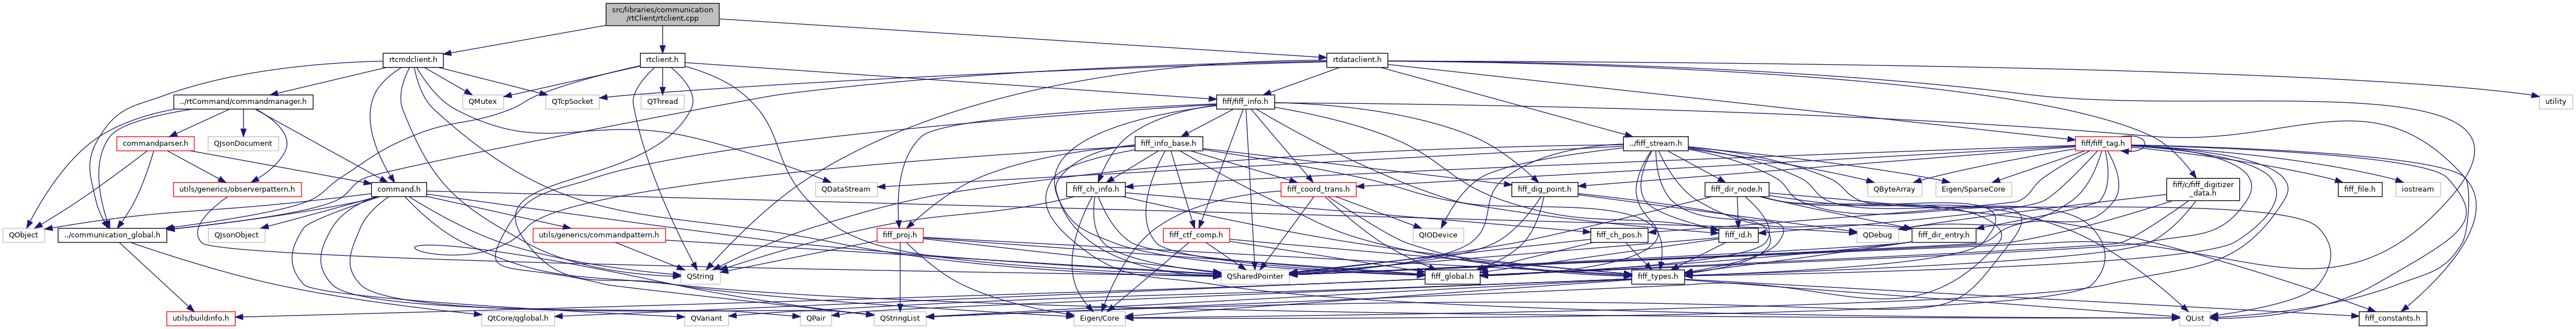 src/libraries/communication
/rtClient/rtclient.cpp
rtcmdclient.h
rtclient.h
rtdataclient.h
../rtCommand/commandmanager.h
QMutex
QTcpSocket
QThread
fiff/fiff_info.h
utility
commandparser.h
QJsonDocument
fiff_info_base.h
../fiff_stream.h
fiff/fiff_tag.h
utils/generics/observerpattern.h
command.h
QDataStream
fiff_ch_info.h
fiff_coord_trans.h
fiff_dig_point.h
fiff_dir_node.h
QByteArray
Eigen/SparseCore
fiff/c/fiff_digitizer
_data.h
fiff_file.h
iostream
QObject
../communication_global.h
QJsonObject
utils/generics/commandpattern.h
fiff_proj.h
fiff_ctf_comp.h
QIODevice
fiff_ch_pos.h
fiff_id.h
QDebug
fiff_dir_entry.h
QString
QSharedPointer
fiff_global.h
fiff_types.h
utils/buildinfo.h
QtCore/qglobal.h
QVariant
QPair
QStringList
Eigen/Core
QList
fiff_constants.h